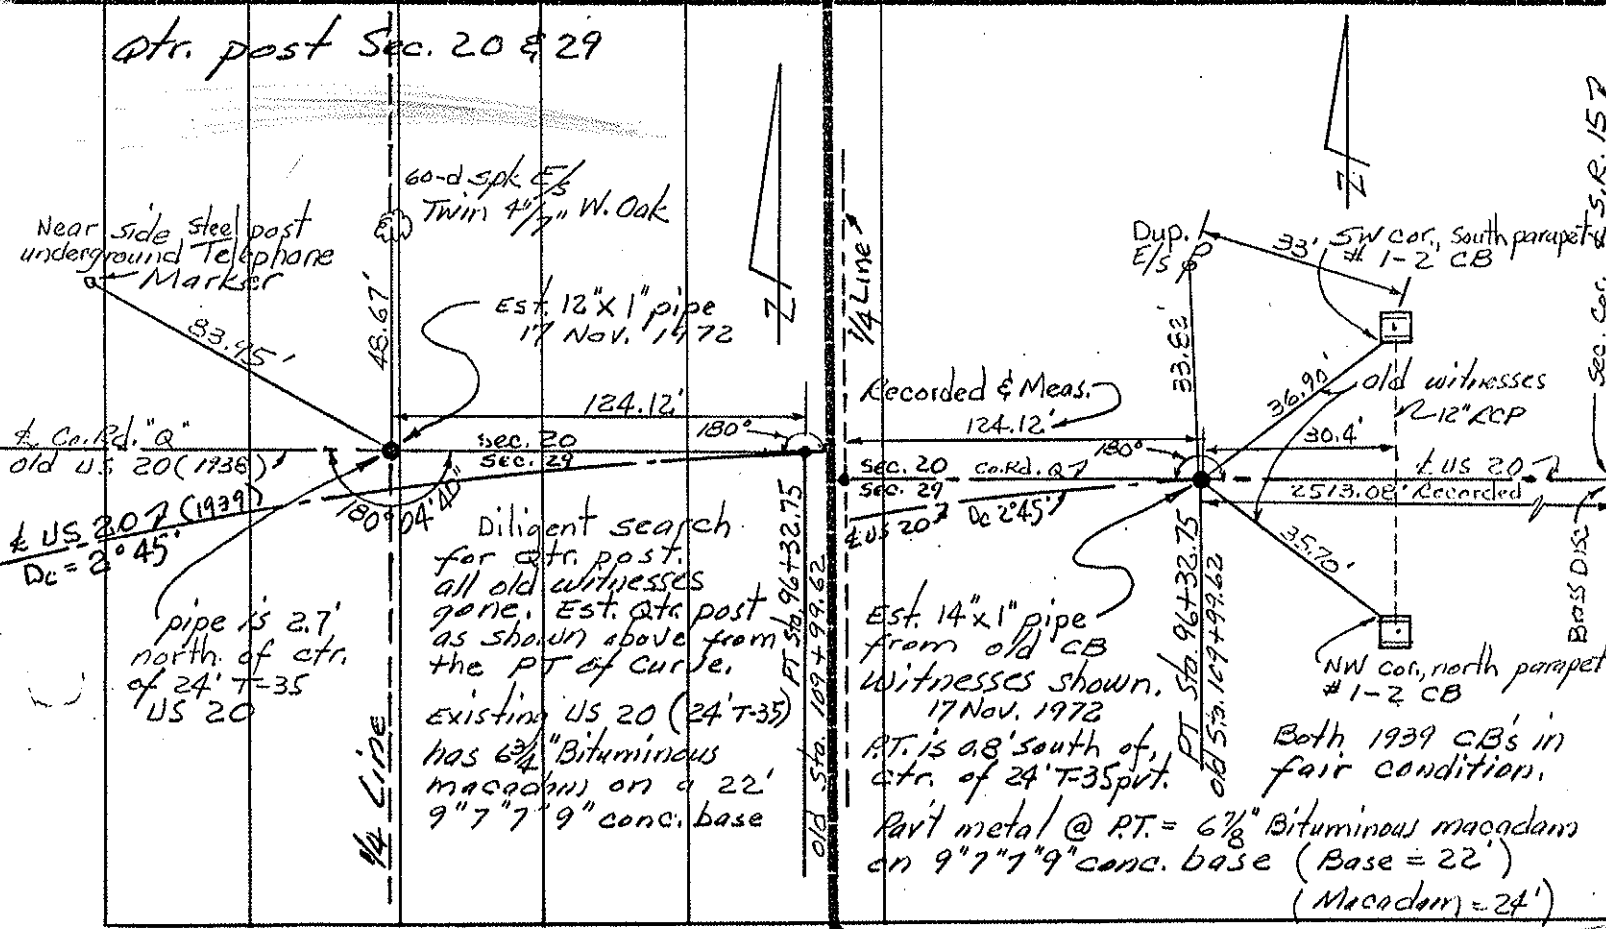 Qtr. post Sec. 20 & 29
60-d spk E/s
Twin 4"/7" W. Oak
Near side Steel post
underground Telephone
Marker
83.95'
48.67'
Est. 12" x 1" pipe
17 Nov. 1972
124.12'
180°
℄ Co. Rd. "Q"
old US 20 (1938)
Sec. 20
Sec. 29
℄ US 20 (1939)
Dc = 2° 45'
180° 04' 40"
pipe is 2.7'
north of ctr.
of 24' T-35
US 20
Diligent search
for Qtr. post.
all old witnesses
gone. Est. Qtr. post
as shown above from
the PT of Curve.
Existing US 20 (24' T-35)
has 6 3/4" Bituminous
macadam on a 22'
9" 7" 7" 9" conc. base
1/4 Line
PT Sta. 96+32.75
old Sta. 109+99.62
Z
1/4 Line
Z
Dup.
E/s
33'
SW cor., South parapet
# 1-2' CB
33.82'
36.90'
old witnesses
12" RCP
Recorded & Meas.
124.12'
180°
30.4'
Sec. 20
Sec. 29
Co. Rd. Q
℄ US 20
Dc 2° 45'
℄ US 20
2513.08' Recorded
35.70'
Est. 14" x 1" pipe
from old CB
witnesses shown.
17 Nov. 1972
P.T. is 0.8' South of
ctr. of 24' T-35 pvt.
PT Sta. 96+32.75
old Sta. 109+99.62
NW cor., north parapet
# 1-2 CB
Both 1939 CB's in
fair condition.
Pav't metal @ P.T. = 6 7/8" Bituminous macadam
on 9" 7" 7" 9" conc. base (Base = 22')
(Macadam = 24')
Sec. Cor. & S.R. 15
Brass Disc